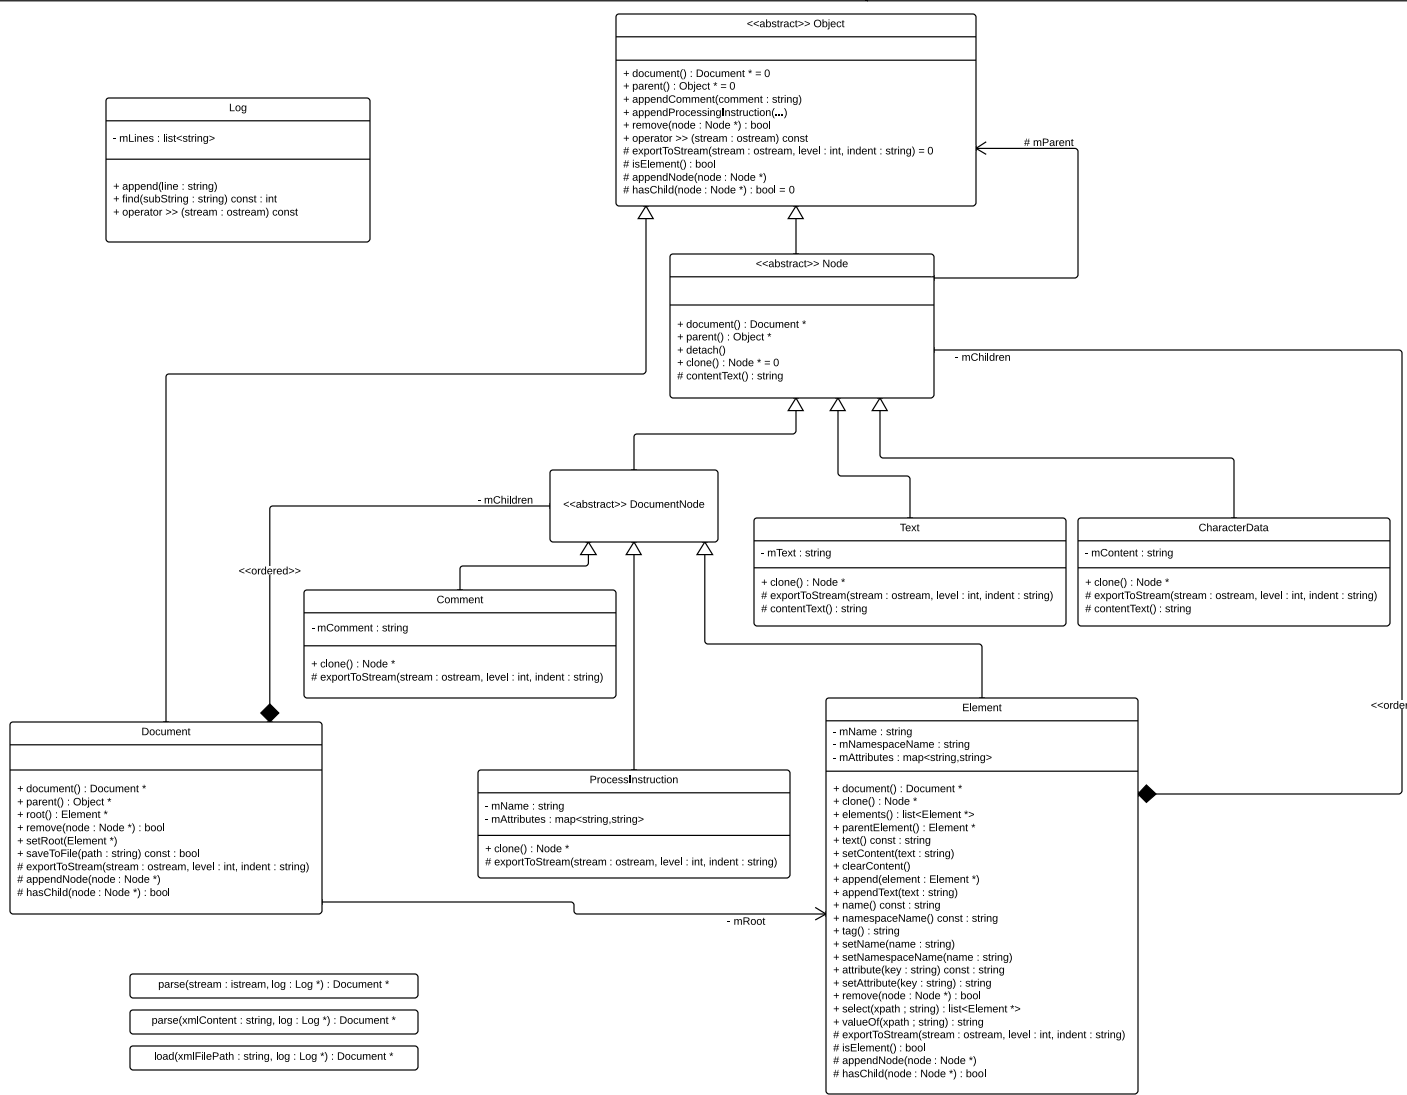 <<abstract>> Object
+ document() : Document * = 0
+ parent() : Object * = 0
+ appendComment(comment : string)
+ appendProcessingInstruction(...)
+ remove(node : Node *) : bool
+ operator >> (stream : ostream) const
# exportToStream(stream : ostream, level : int, indent : string) = 0
# isElement() : bool
# appendNode(node : Node *)
# hasChild(node : Node *) : bool = 0
Log
- mLines : list<string>
+ append(line : string)
+ find(subString : string) const : int
+ operator >> (stream : ostream) const
# mParent
<<abstract>> Node
+ document() : Document *
+ parent() : Object *
+ detach()
+ clone() : Node * = 0
# contentText() : string
- mChildren
<<abstract>> DocumentNode
- mChildren
<<ordered>>
Text
- mText : string
+ clone() : Node *
# exportToStream(stream : ostream, level : int, indent : string)
# contentText() : string
CharacterData
- mContent : string
+ clone() : Node *
# exportToStream(stream : ostream, level : int, indent : string)
# contentText() : string
Comment
- mComment : string
+ clone() : Node *
# exportToStream(stream : ostream, level : int, indent : string)
<<order
Document
+ document() : Document *
+ parent() : Object *
+ root() : Element *
+ remove(node : Node *) : bool
+ setRoot(Element *)
+ saveToFile(path : string) const : bool
# exportToStream(stream : ostream, level : int, indent : string)
# appendNode(node : Node *)
# hasChild(node : Node *) : bool
ProcessInstruction
- mName : string
- mAttributes : map<string,string>
+ clone() : Node *
# exportToStream(stream : ostream, level : int, indent : string)
Element
- mName : string
- mNamespaceName : string
- mAttributes : map<string,string>
+ document() : Document *
+ clone() : Node *
+ elements() : list<Element *>
+ parentElement() : Element *
+ text() const : string
+ setContent(text : string)
+ clearContent()
+ append(element : Element *)
+ appendText(text : string)
+ name() const : string
+ namespaceName() const : string
+ tag() : string
+ setName(name : string)
+ setNamespaceName(name : string)
+ attribute(key : string) const : string
+ setAttribute(key : string) : string
+ remove(node : Node *) : bool
+ select(xpath ; string) : list<Element *>
+ valueOf(xpath ; string) : string
# exportToStream(stream : ostream, level : int, indent : string)
# isElement() : bool
# appendNode(node : Node *)
# hasChild(node : Node *) : bool
- mRoot
parse(stream : istream, log : Log *) : Document *
parse(xmlContent : string, log : Log *) : Document *
load(xmlFilePath : string, log : Log *) : Document *